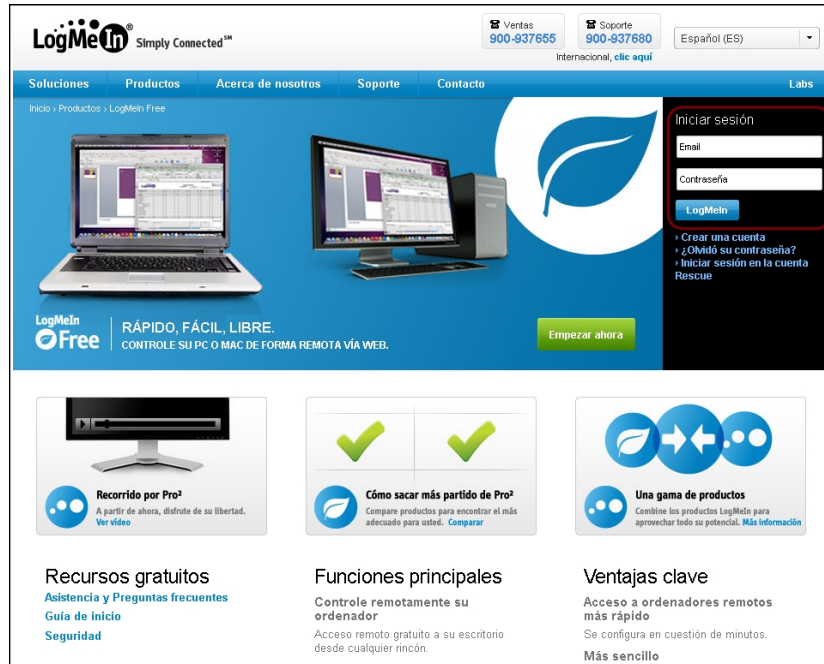 LogMeIn® Simply Connected℠
Ventas
900-937655
Soporte
900-937680
Español (ES)
Internacional, clic aquí
Soluciones Productos Acerca de nosotros Soporte Contacto Labs
Inicio › Productos › LogMeIn Free
Iniciar sesión
Email
Contraseña
LogMeIn
› Crear una cuenta
› ¿Olvidó su contraseña?
› Iniciar sesión en la cuenta
Rescue
LogMeIn
Free
RÁPIDO, FÁCIL, LIBRE.
CONTROLE SU PC O MAC DE FORMA REMOTA VÍA WEB.
Empezar ahora
Recorrido por Pro²
A partir de ahora, disfrute de su libertad.
Ver vídeo
Cómo sacar más partido de Pro²
Compare productos para encontrar el más
adecuado para usted. Comparar
Una gama de productos
Combine los productos LogMeIn para
aprovechar todo su potencial. Más información
Recursos gratuitos
Asistencia y Preguntas frecuentes
Guía de inicio
Seguridad
Funciones principales
Controle remotamente su
ordenador
Acceso remoto gratuito a su escritorio
desde cualquier rincón.
Ventajas clave
Acceso a ordenadores remotos
más rápido
Se configura en cuestión de minutos.
Más sencillo